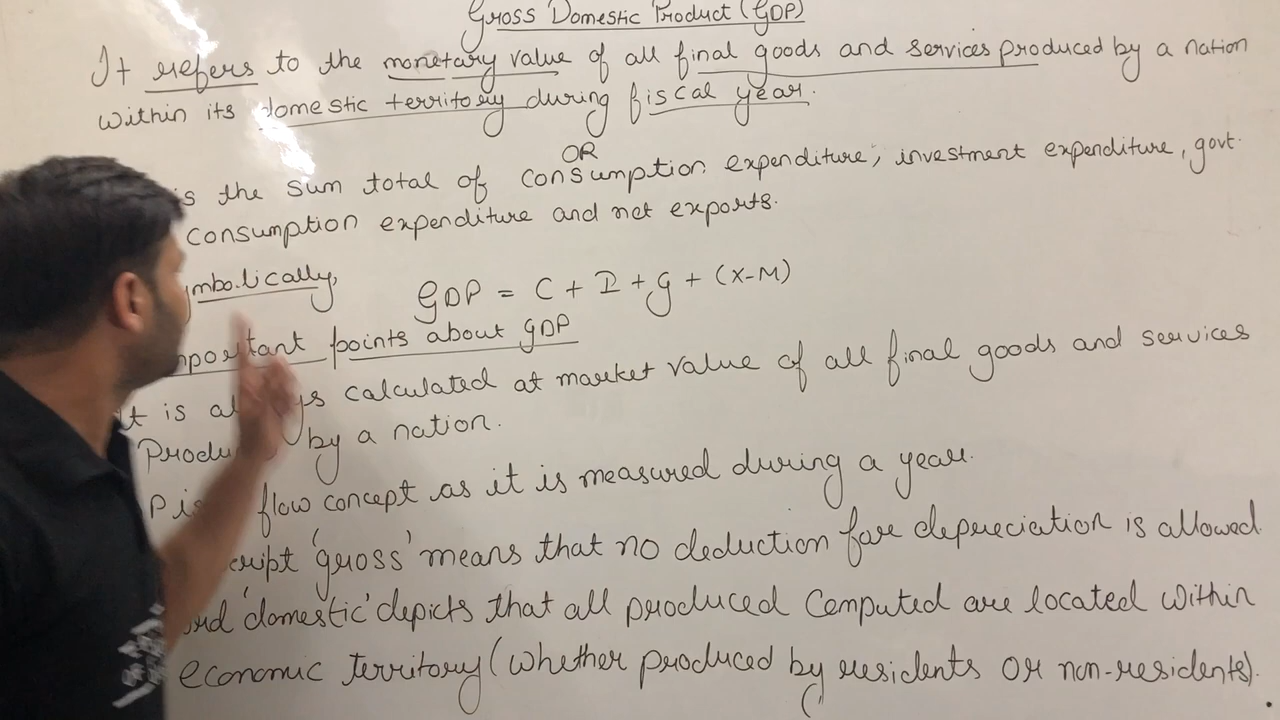 Gross Domestic Product (GDP)
It refers to the monetary value of all final goods and services produced by a nation
within its domestic territory during fiscal year.
OR
is the sum total of consumption expenditure, investment expenditure, govt.
consumption expenditure and net exports.
symbolically, GDP = C + I + G + (X-M)
Important points about GDP
It is always calculated at market value of all final goods and services
Produced by a nation.
flow concept as it is measured during a year.
'gross' means that no deduction for depreciation is allowed
'domestic' depicts that all produced computed are located within
economic territory (whether produced by residents or non-residents).